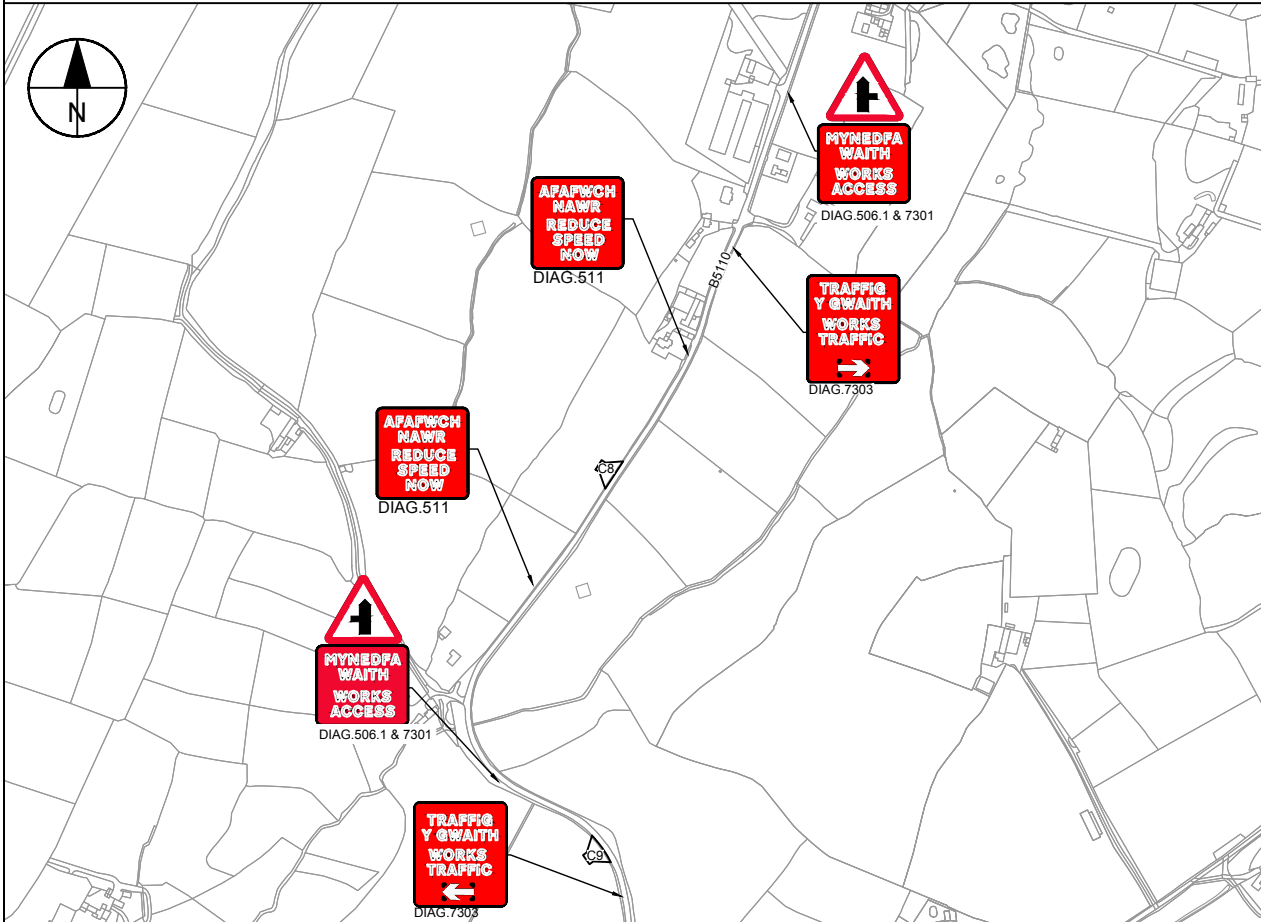 N
MYNEDFA
WAITH
WORKS
ACCESS
DIAG.506.1 & 7301
AFAFWCH
NAWR
REDUCE
SPEED
NOW
DIAG.511
B5110
TRAFFIG
Y GWAITH
WORKS
TRAFFIC
DIAG.7303
AFAFWCH
NAWR
REDUCE
SPEED
NOW
DIAG.511
C8
MYNEDFA
WAITH
WORKS
ACCESS
DIAG.506.1 & 7301
TRAFFIG
Y GWAITH
WORKS
TRAFFIC
DIAG.7303
C9